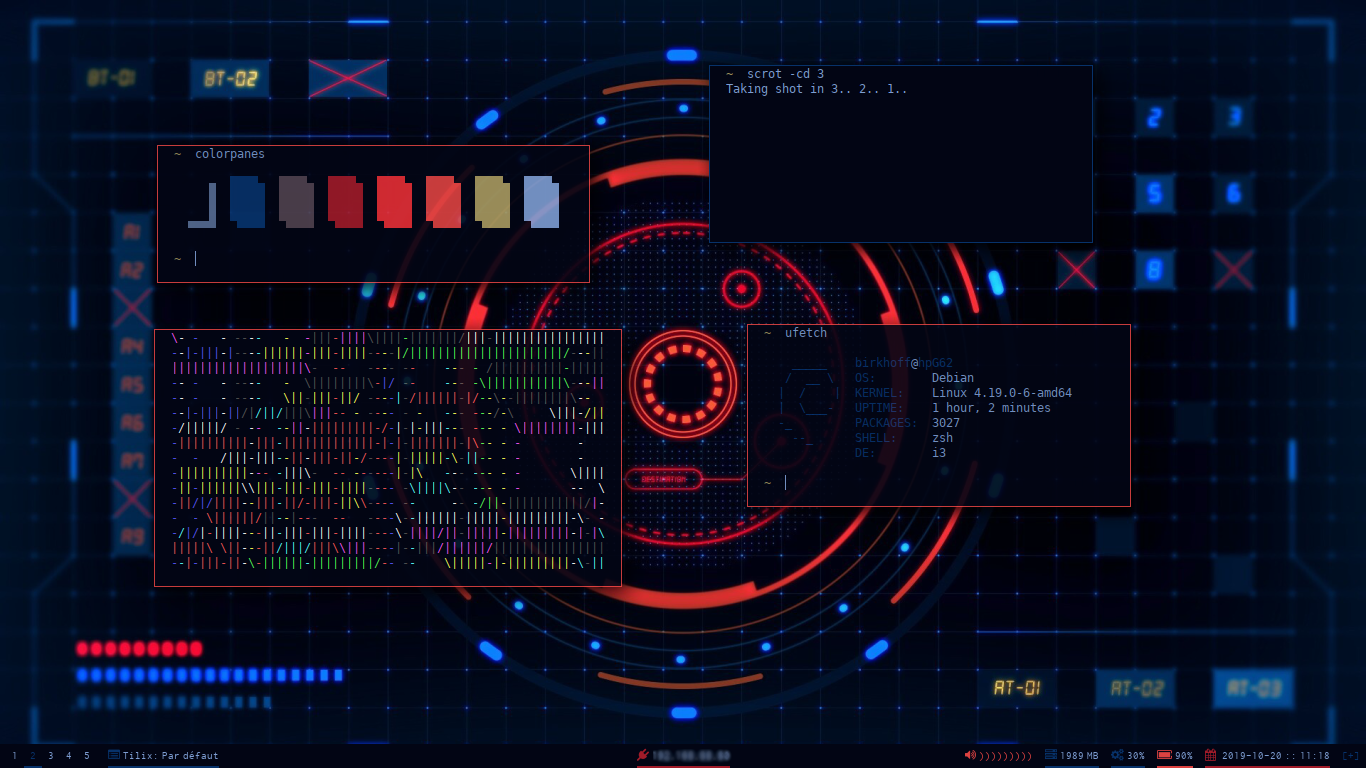 BT-01 BT-02
~ scrot -cd 3
Taking shot in 3.. 2.. 1..
2 3
5 6
8
~ colorpanes
~
A1
A2
A4
A5
A6
A7
A9
~ ufetch
birkhoff@hpG62
OS: Debian
KERNEL: Linux 4.19.0-6-amd64
UPTIME: 1 hour, 2 minutes
PACKAGES: 3027
SHELL: zsh
DE: i3
~
AT-01 AT-02 AT-03
1 2 3 4 5 Tilix: Par défaut 1989 MB 30% 90% 2019-10-20 :: 11:18 [+]